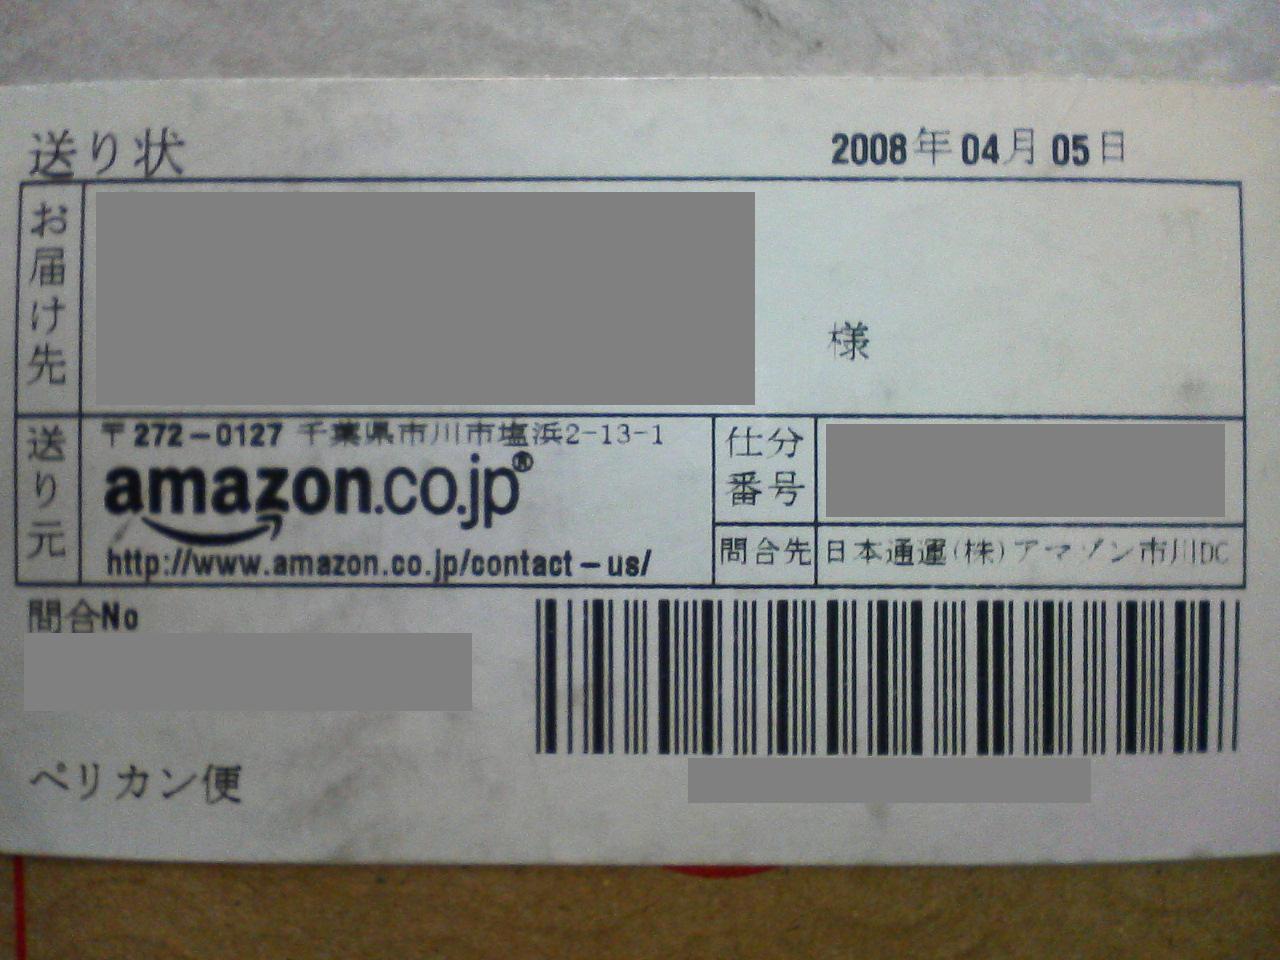 送り状
2008年 04月 05日
お届け先
様
送り元
〒272-0127 千葉県市川市塩浜2-13-1
amazon.co.jp®
http://www.amazon.co.jp/contact-us/
仕分
番号
問合先
日本通運(株)アマゾン市川DC
問合No
ペリカン便